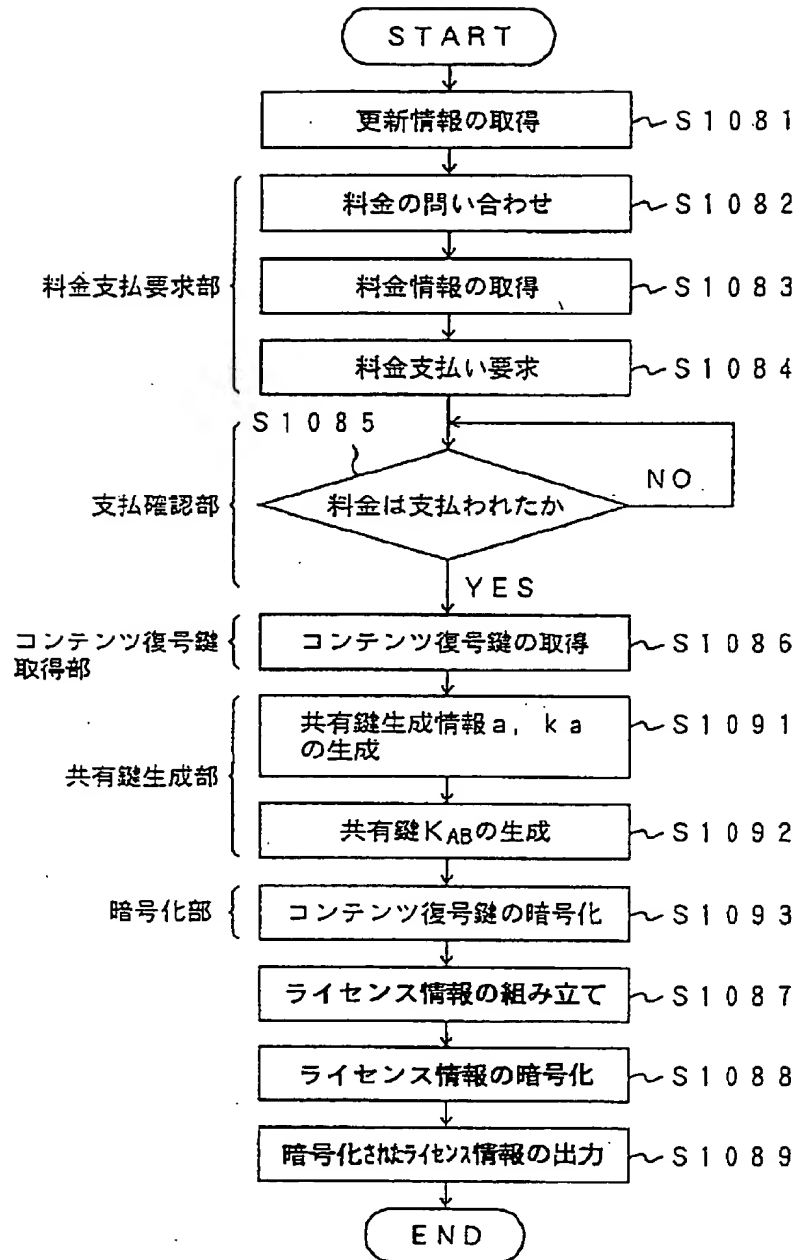 START
更新情報の取得 S1081
料金の問い合わせ S1082
料金支払要求部
料金情報の取得 S1083
料金支払い要求 S1084
S1085
支払確認部
料金は支払われたか
NO
YES
コンテンツ復号鍵
取得部
コンテンツ復号鍵の取得 S1086
共有鍵生成部
共有鍵生成情報a, ka
の生成
S1091
共有鍵KABの生成 S1092
暗号化部
コンテンツ復号鍵の暗号化 S1093
ライセンス情報の組み立て S1087
ライセンス情報の暗号化 S1088
暗号化されたライセンス情報の出力 S1089
END